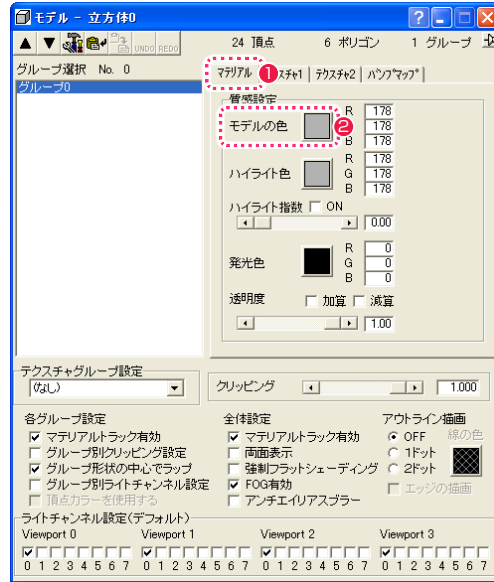 モデル - 立方体0
UNDO REDO 24 頂点 6 ポリゴン 1 グループ
グループ選択 No. 0
グループ0
マテリアル 1 スチャ1 テクスチャ2 バンプマップ
質感設定
モデルの色 2 R 178
G 178
B 178
ハイライト色 R 178
G 178
B 178
ハイライト指数 ON
0.00
発光色 R 0
G 0
B 0
透明度 加算 減算
1.00
テクスチャグループ設定
(なし)
クリッピング 1.000
各グループ設定 全体設定 アウトライン描画
マテリアルトラック有効 マテリアルトラック有効 OFF 線の色
グループ別クリッピング設定 両面表示 1ドット
グループ形状の中心でラップ 強制フラットシェーディング 2ドット
グループ別ライトチャンネル設定 FOG有効 エッジの描画
頂点カラーを使用する アンチエイリアスブラー
ライトチャンネル設定(デフォルト)
Viewport 0 Viewport 1 Viewport 2 Viewport 3
0 1 2 3 4 5 6 7 0 1 2 3 4 5 6 7 0 1 2 3 4 5 6 7 0 1 2 3 4 5 6 7